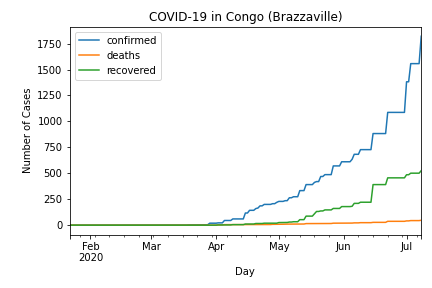 COVID-19 in Congo (Brazzaville)
confirmed
deaths
recovered
1750
1500
1250
1000
750
500
250
0
Number of Cases
Feb Mar Apr May Jun Jul
2020
Day